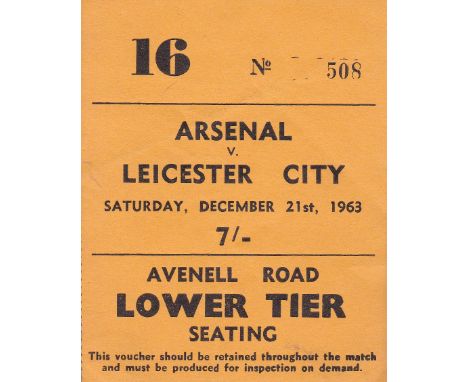 16 Nº 508
ARSENAL
V.
LEICESTER CITY
SATURDAY, DECEMBER 21st, 1963
7/-
AVENELL ROAD
LOWER TIER
SEATING
This voucher should be retained throughout the match
and must be produced for inspection on demand.